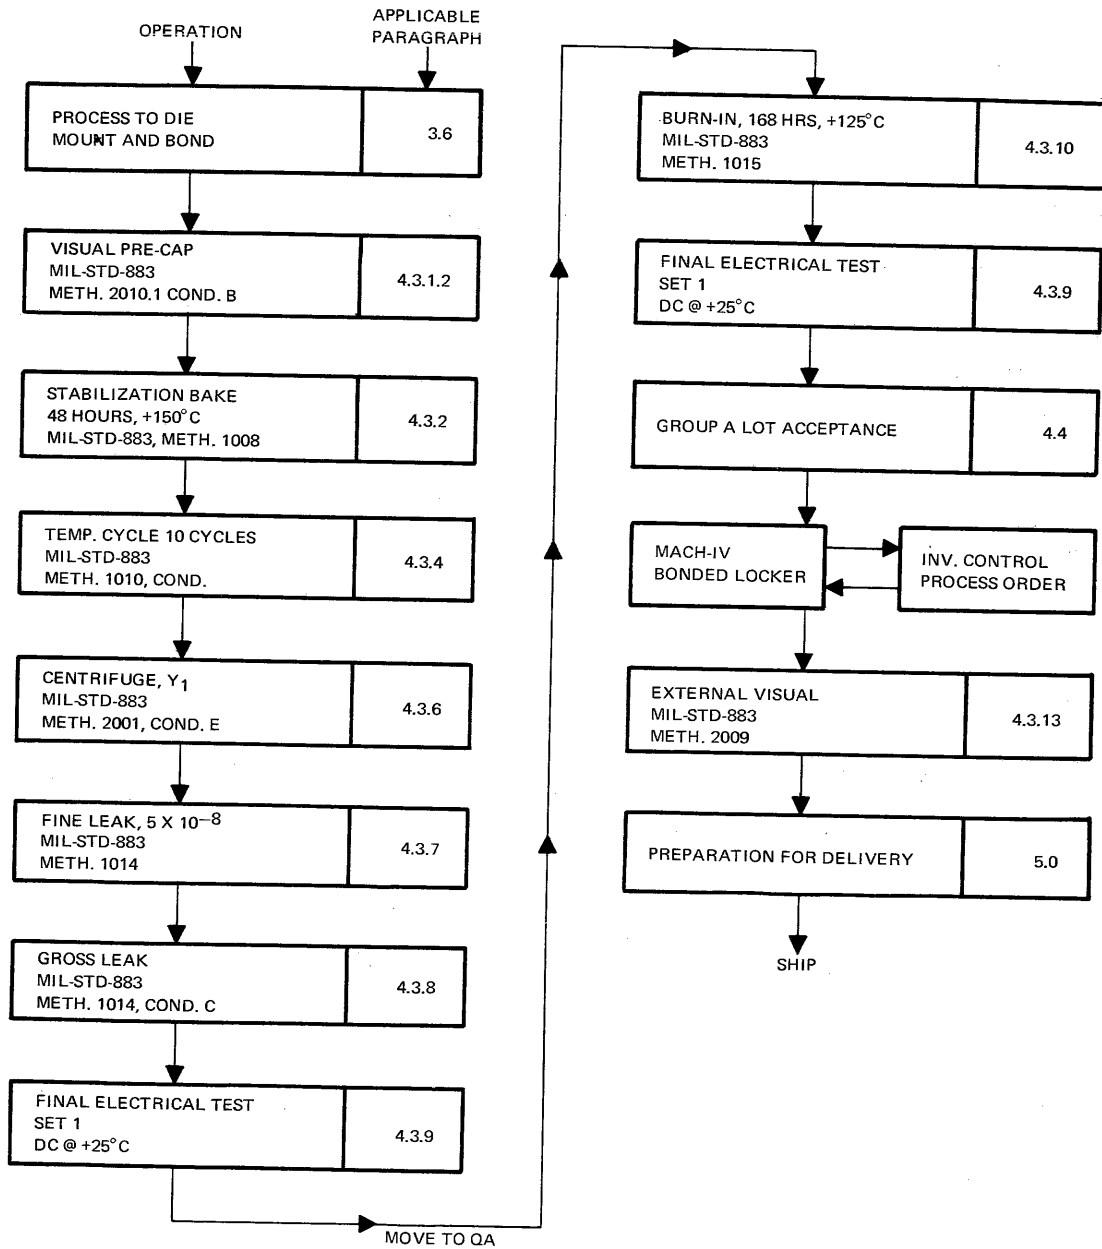 OPERATION
APPLICABLE
PARAGRAPH
PROCESS TO DIE
MOUNT AND BOND
3.6
VISUAL PRE-CAP
MIL-STD-883
METH. 2010.1 COND. B
4.3.1.2
STABILIZATION BAKE
48 HOURS, +150°C
MIL-STD-883, METH. 1008
4.3.2
TEMP. CYCLE 10 CYCLES
MIL-STD-883
METH. 1010, COND.
4.3.4
CENTRIFUGE, Y1
MIL-STD-883
METH. 2001, COND. E
4.3.6
FINE LEAK, 5 X 10−8
MIL-STD-883
METH. 1014
4.3.7
GROSS LEAK
MIL-STD-883
METH. 1014, COND. C
4.3.8
FINAL ELECTRICAL TEST
SET 1
DC @ +25°C
4.3.9
MOVE TO QA
BURN-IN, 168 HRS, +125°C
MIL-STD-883
METH. 1015
4.3.10
FINAL ELECTRICAL TEST
SET 1
DC @ +25°C
4.3.9
GROUP A LOT ACCEPTANCE
4.4
MACH-IV
BONDED LOCKER
INV. CONTROL
PROCESS ORDER
EXTERNAL VISUAL
MIL-STD-883
METH. 2009
4.3.13
PREPARATION FOR DELIVERY
5.0
SHIP